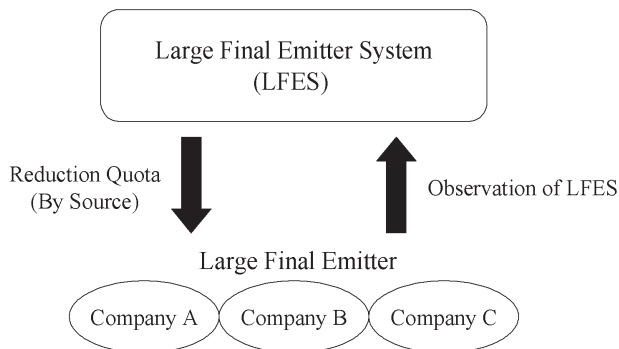 Large Final Emitter System
(LFES)
Reduction Quota
(By Source)
Observation of LFES
Large Final Emitter
Company A
Company B
Company C